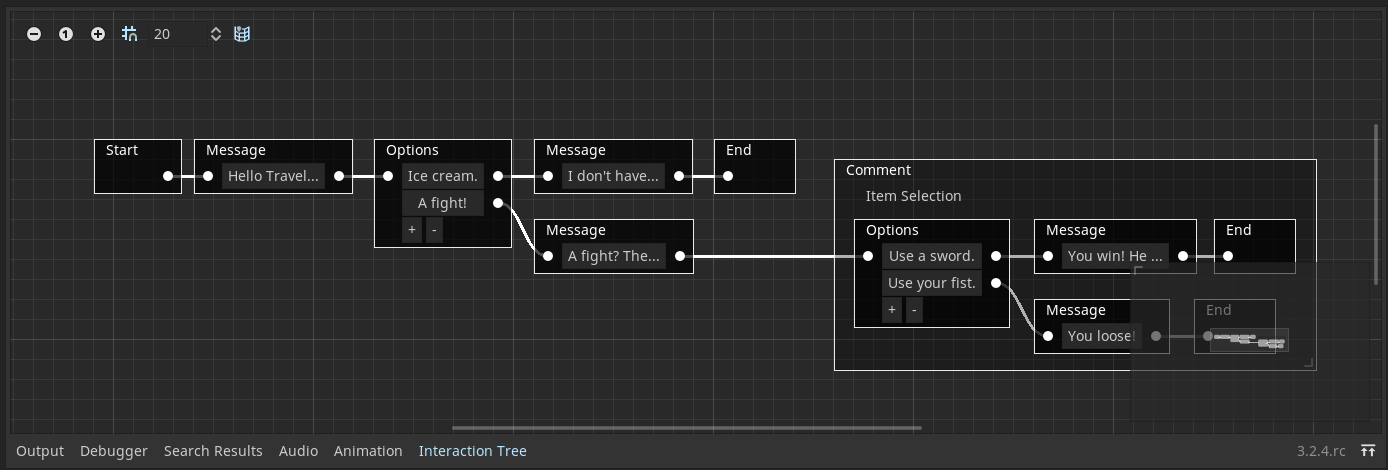 1 20
Start
Message
Hello Travel...
Options
Ice cream.
A fight!
+ -
Message
I don't have...
End
Message
A fight? The...
Comment
Item Selection
Options
Use a sword.
Use your fist.
+ -
Message
You win! He ...
End
Message
You loose!
End
Output Debugger Search Results Audio Animation Interaction Tree 3.2.4.rc